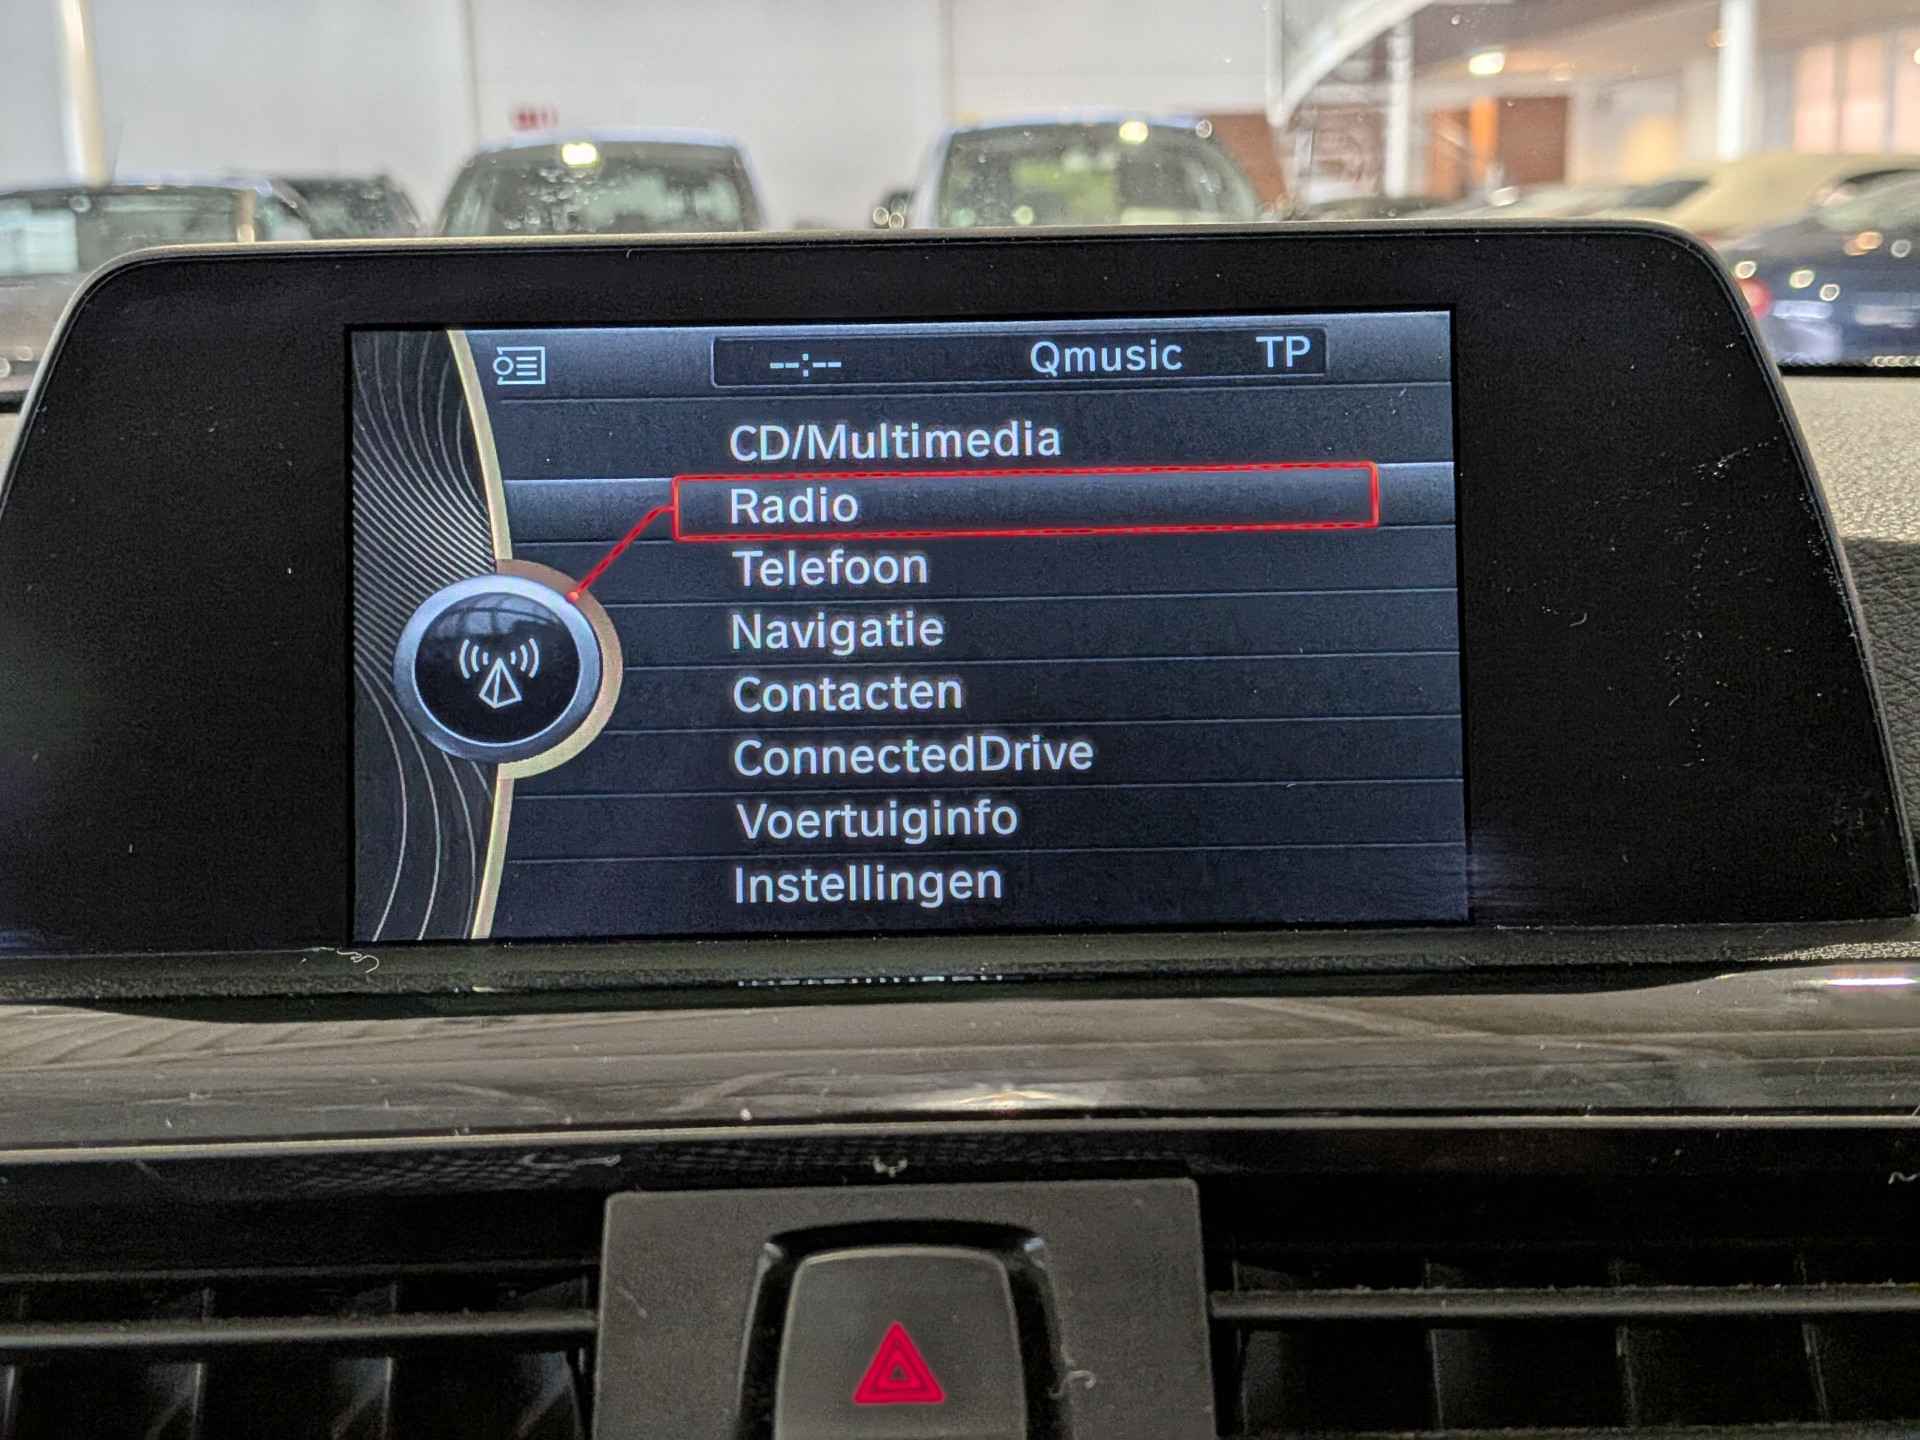 --:-- Qmusic TP
CD/Multimedia
Radio
Telefoon
Navigatie
Contacten
ConnectedDrive
Voertuiginfo
Instellingen